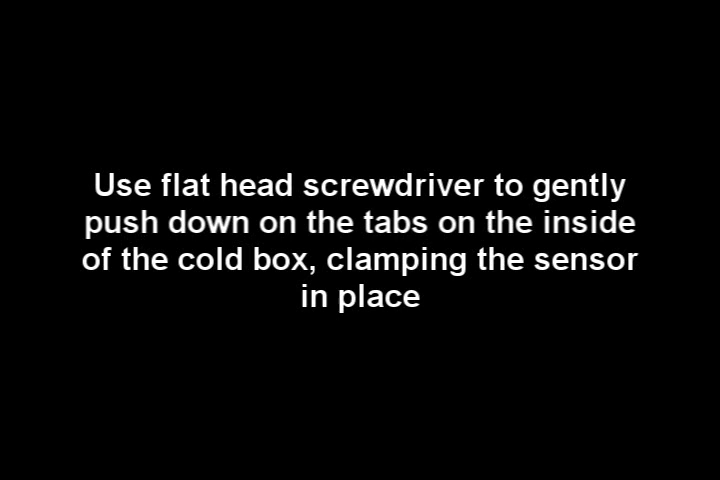 Use flat head screwdriver to gently
push down on the tabs on the inside
of the cold box, clamping the sensor
in place